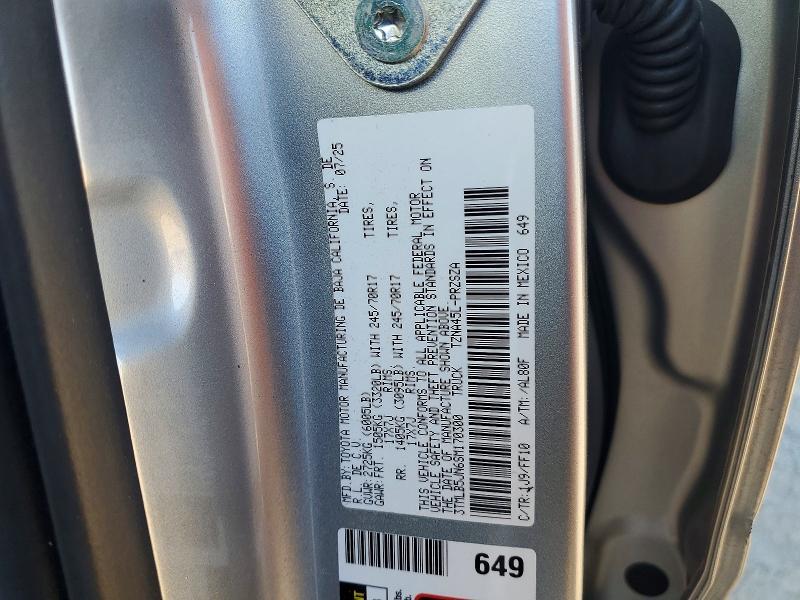 MFD.BY: TOYOTA MOTOR MANUFACTURING DE BAJA CALIFORNIA, S. DE
R.L. DE C.V. DATE: 07/25
GVWR: 2725KG (6005LB)
GAWR: FRT. 1505KG (3320LB) WITH 245/70R17 TIRES,
17X7J RIMS,
RR. 1405KG (3095LB) WITH 245/70R17 TIRES,
17X7J RIMS.
THIS VEHICLE CONFORMS TO ALL APPLICABLE FEDERAL MOTOR
VEHICLE SAFETY AND THEFT PREVENTION STANDARDS IN EFFECT ON
THE DATE OF MANUFACTURE SHOWN ABOVE.
3TMLB5JN6SM170300 TRUCK TZNA45L-PRZSZA
C/TR: 1J9/FF10 A/TM: /AL80F MADE IN MEXICO 649
649